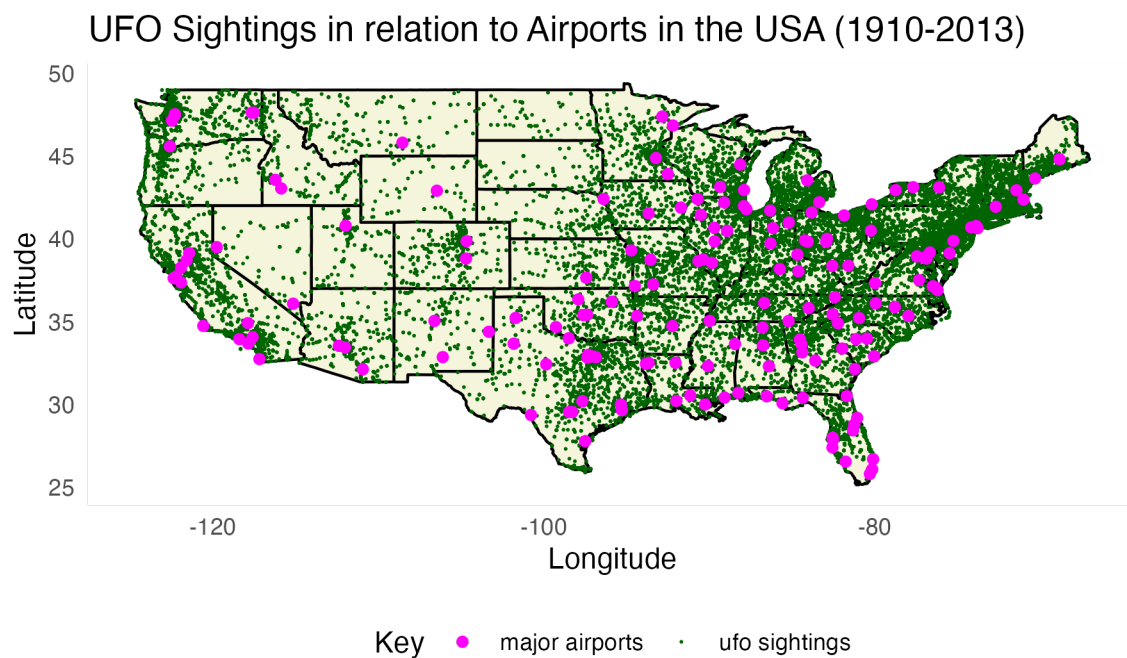 UFO Sightings in relation to Airports in the USA (1910-2013)
50
45
40
35
30
25
Latitude
-120 -100 -80
Longitude
Key major airports ufo sightings